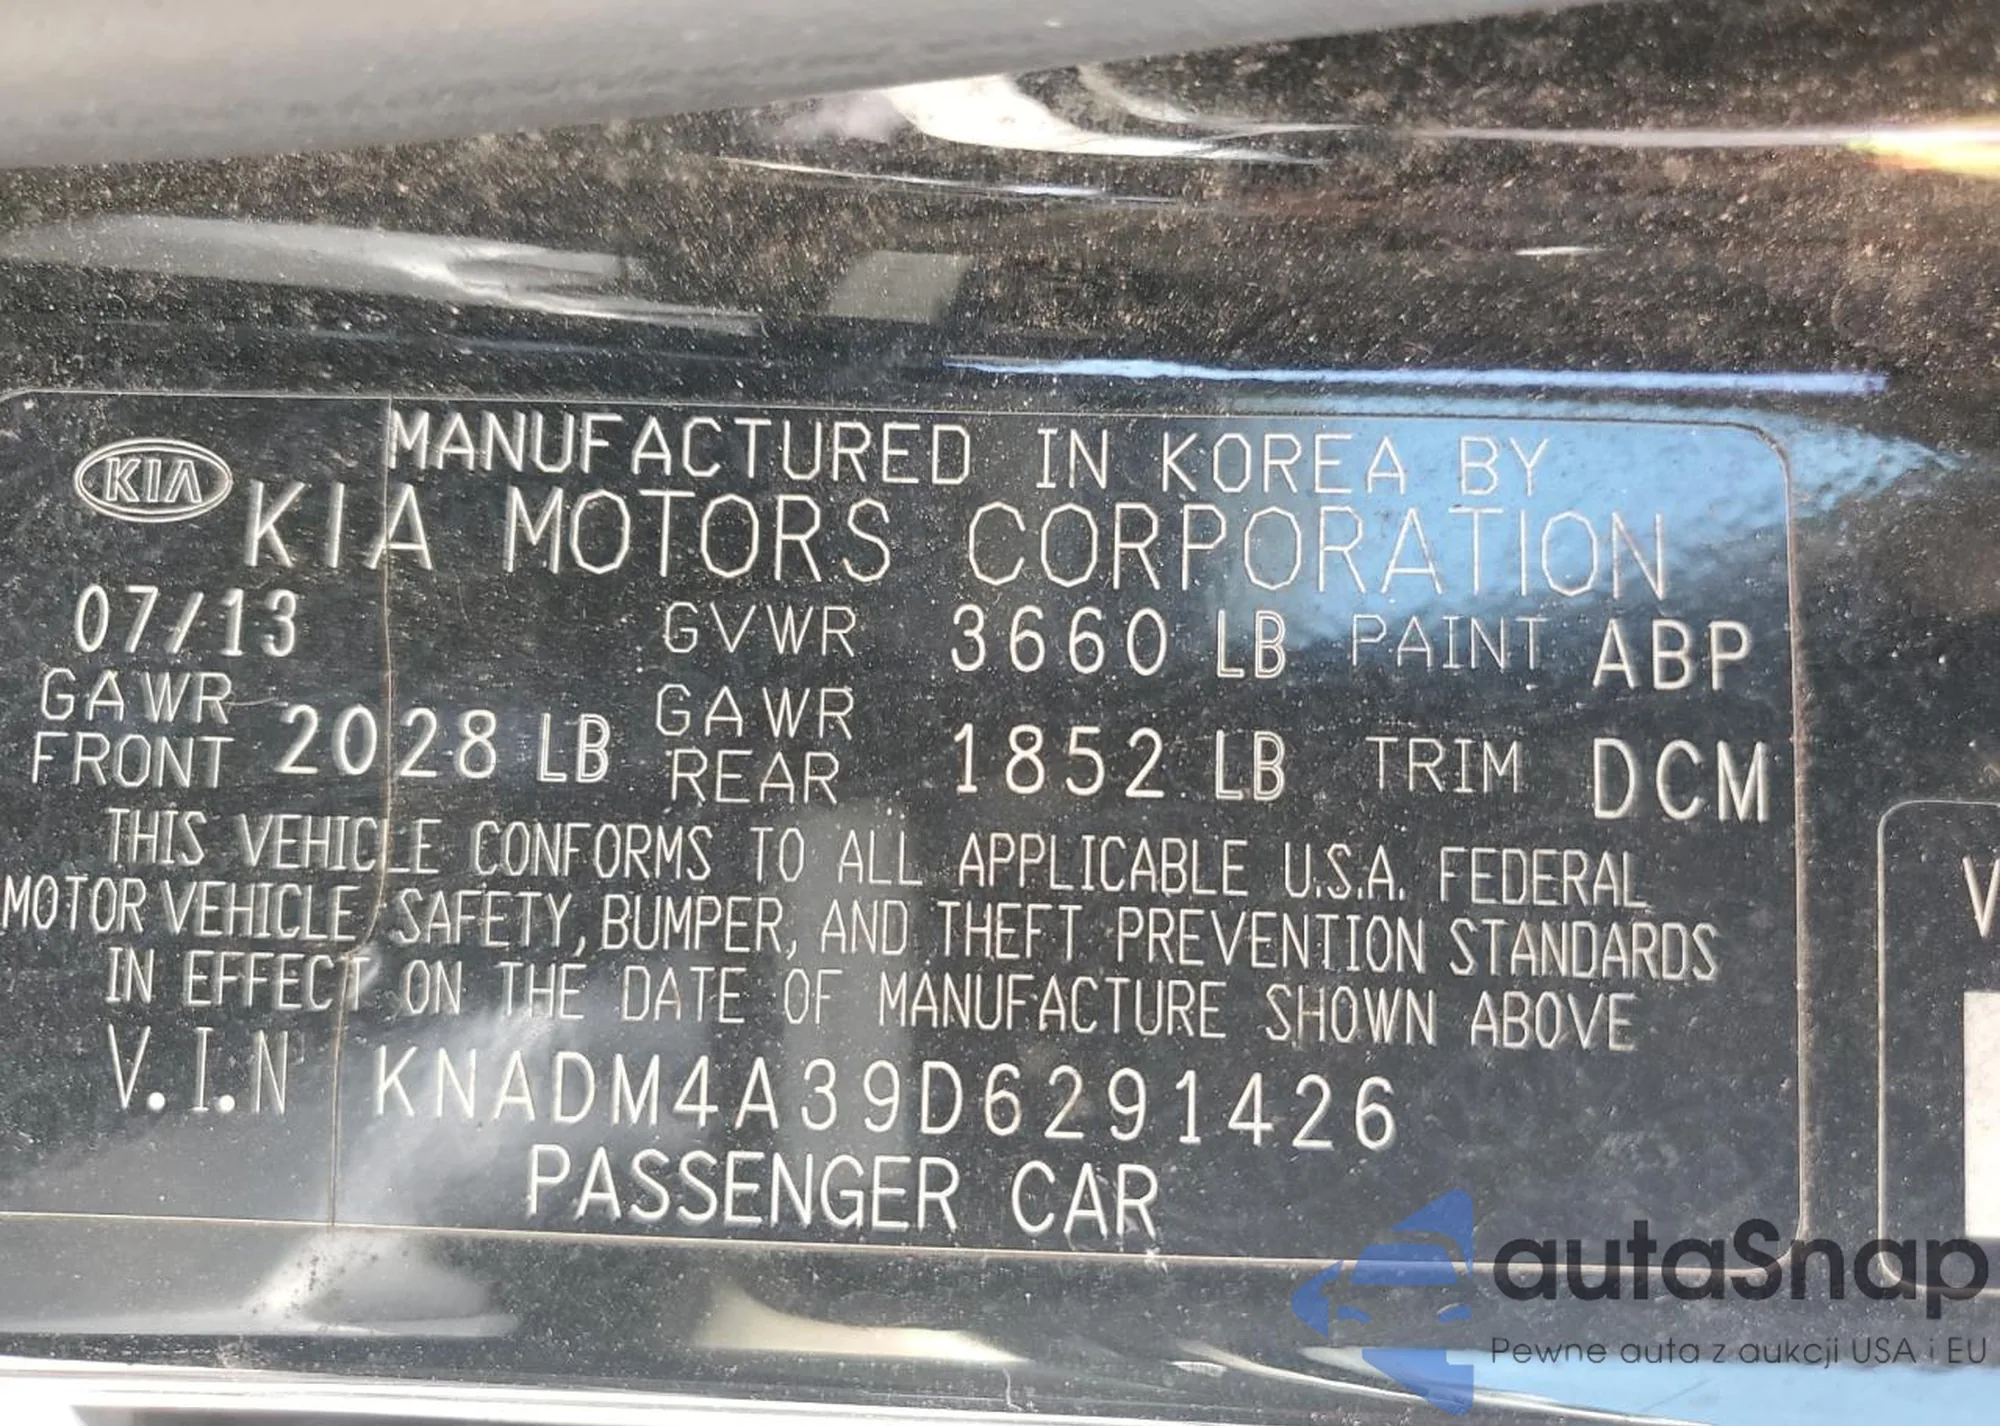 KIA
MANUFACTURED IN KOREA BY
KIA MOTORS CORPORATION
07/13 GVWR 3660 LB PAINT ABP
GAWR FRONT 2028 LB GAWR REAR 1852 LB TRIM DCM
THIS VEHICLE CONFORMS TO ALL APPLICABLE U.S.A. FEDERAL
MOTOR VEHICLE SAFETY, BUMPER, AND THEFT PREVENTION STANDARDS
IN EFFECT ON THE DATE OF MANUFACTURE SHOWN ABOVE
V.I.N KNADM4A39D6291426
PASSENGER CAR
autaSnap
Pewne auta z aukcji USA i EU